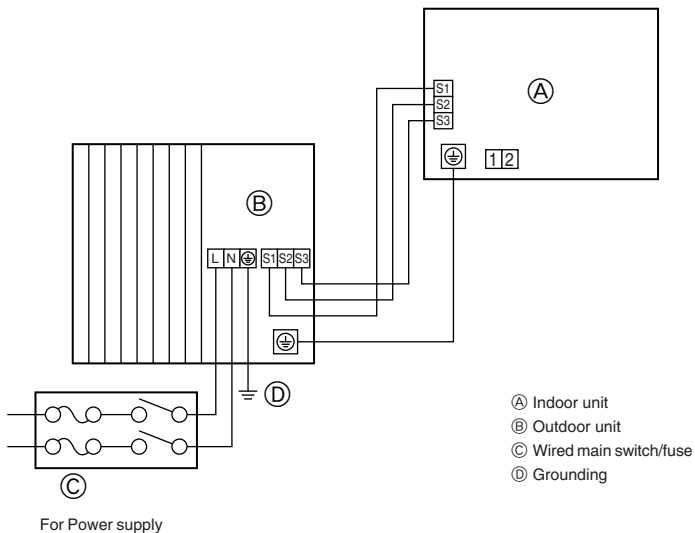 S1
S2
S3
Ⓐ
1 2
Ⓑ
L N S1 S2 S3
Ⓓ
Ⓐ Indoor unit
Ⓑ Outdoor unit
Ⓒ Wired main switch/fuse
Ⓓ Grounding
Ⓒ
For Power supply